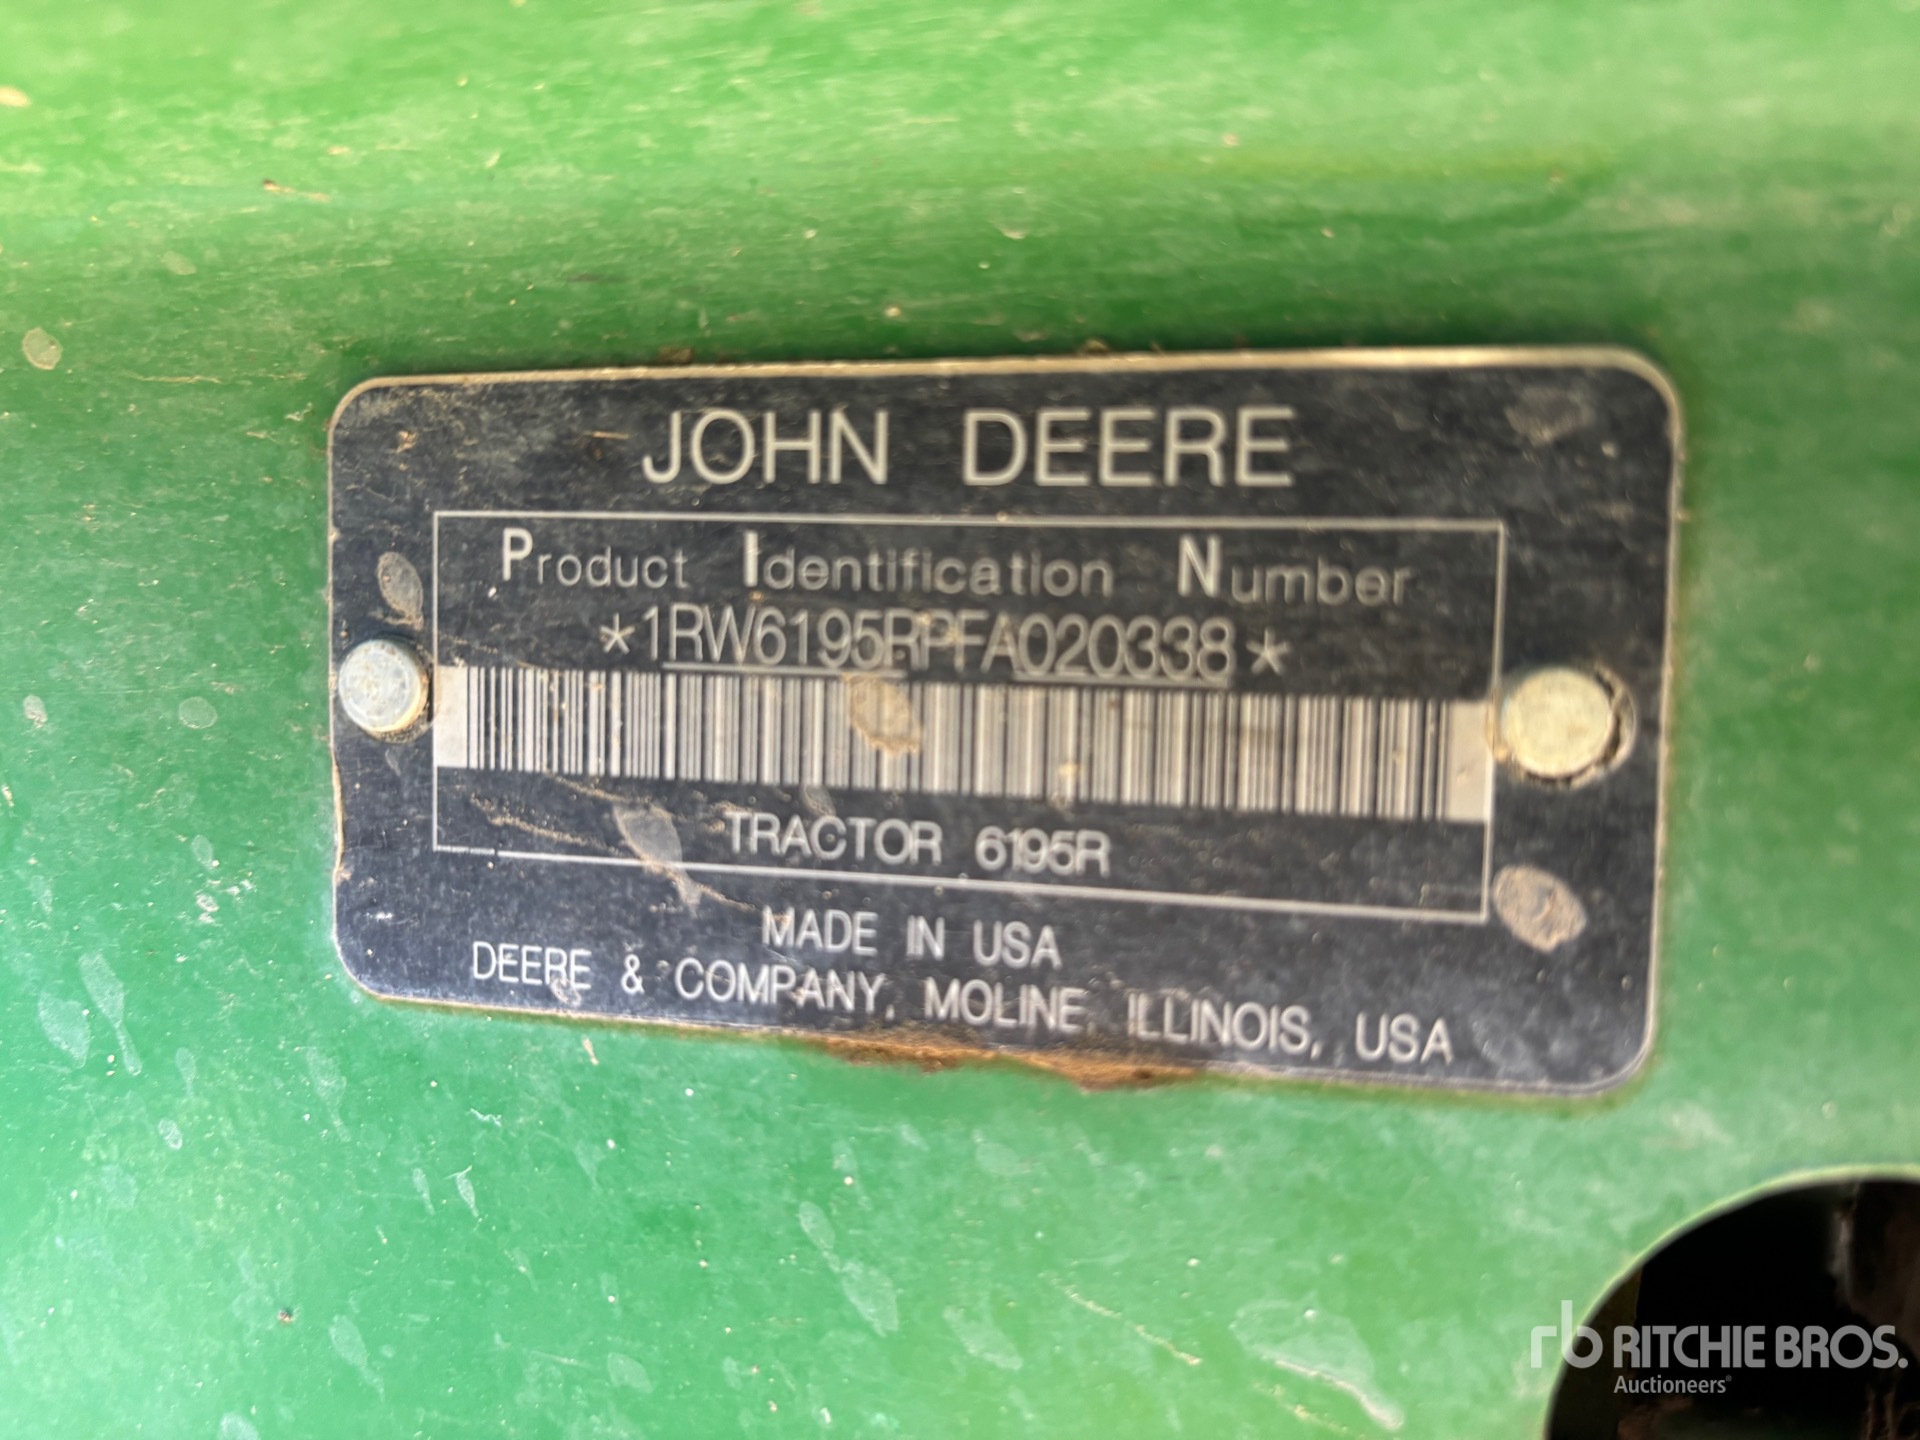 JOHN DEERE
Product Identification Number
*1RW6195RPFA020338*
TRACTOR 6195R
MADE IN USA
DEERE & COMPANY, MOLINE, ILLINOIS, USA
rb RITCHIE BROS.
Auctioneers®